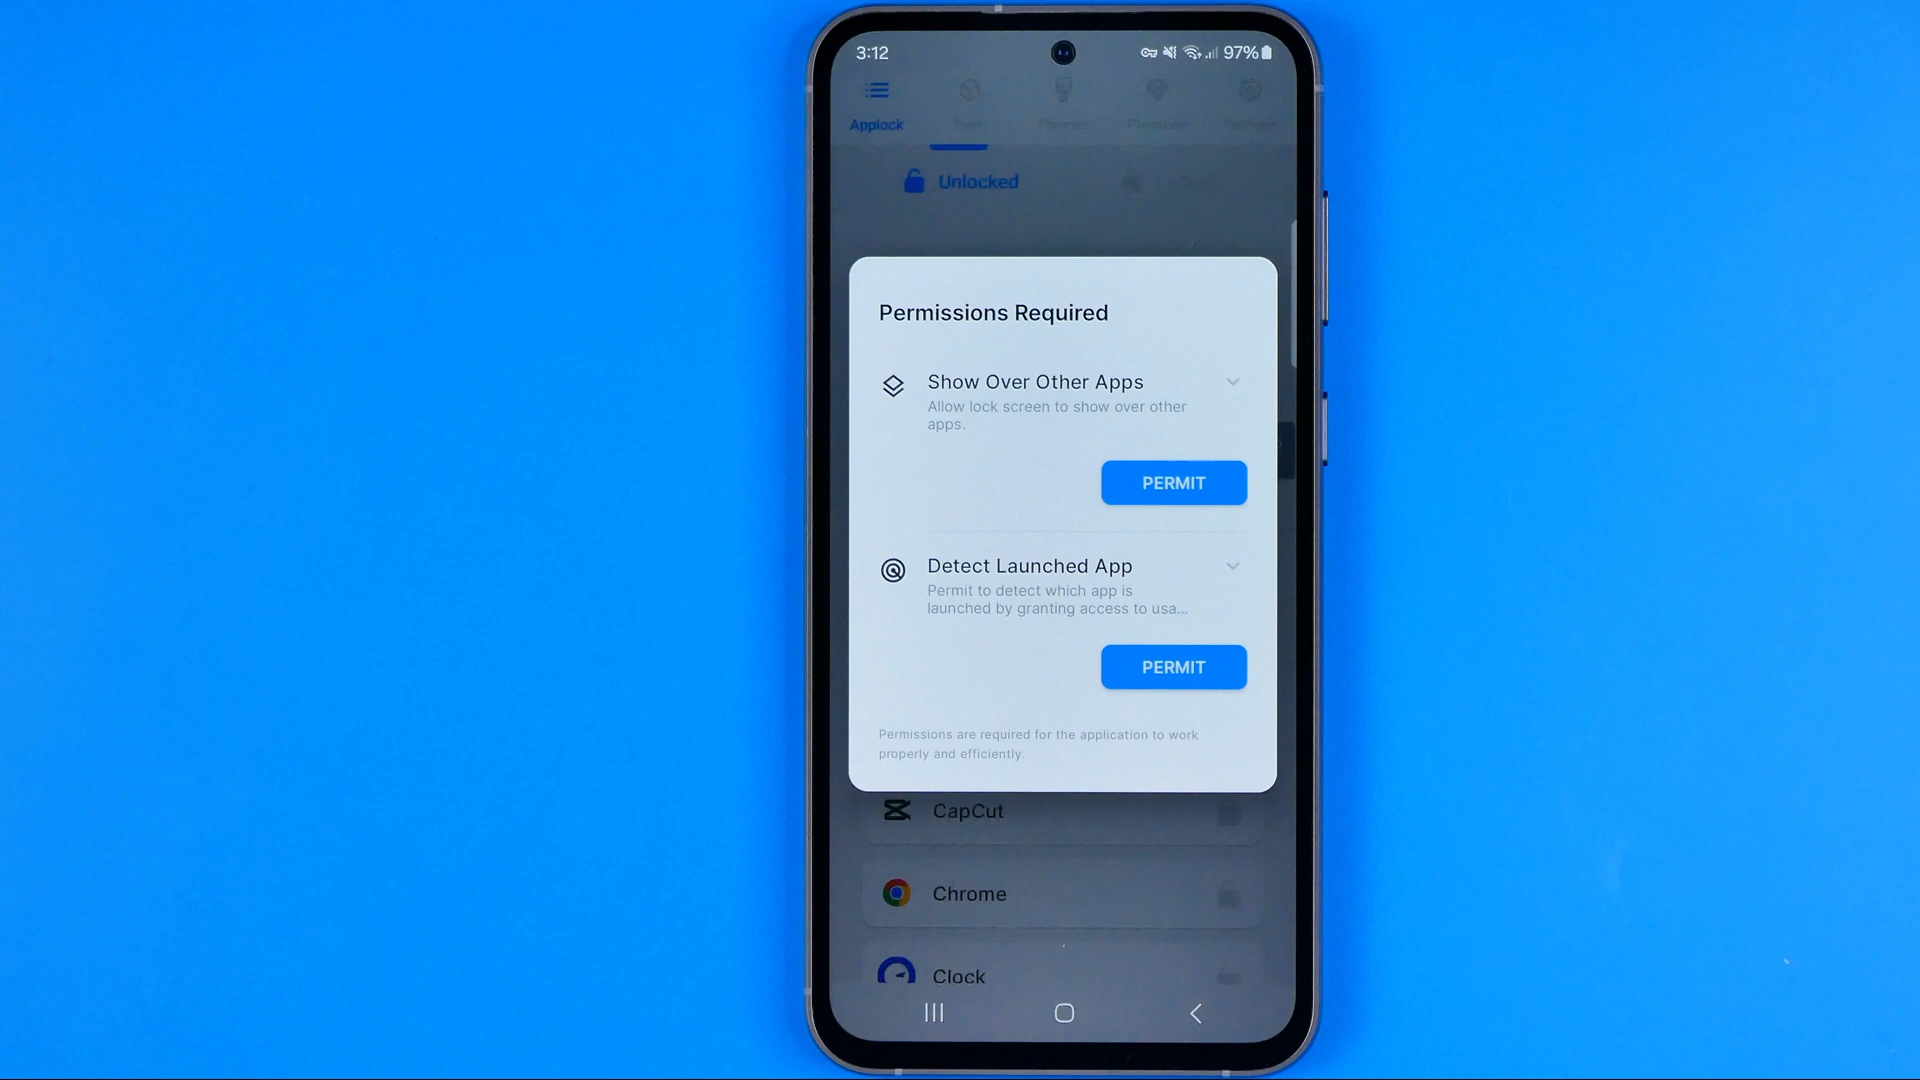 3:12
97%
Applock
Unlocked
Permissions Required
Show Over Other Apps
Allow lock screen to show over other
apps.
PERMIT
Detect Launched App
Permit to detect which app is
launched by granting access to usa...
PERMIT
Permissions are required for the application to work
properly and efficiently.
CapCut
Chrome
Clock